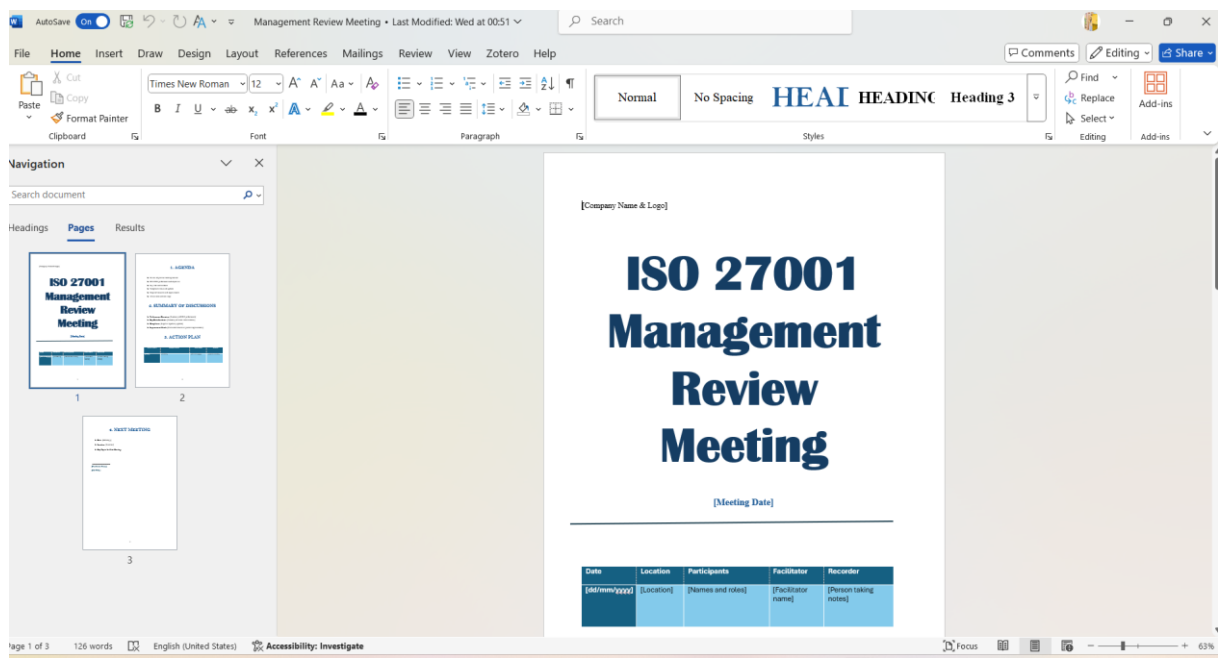 AutoSave On
Management Review Meeting • Last Modified: Wed at 00:51
Search
File Home Insert Draw Design Layout References Mailings Review View Zotero Help
Comments Editing Share
Paste
Cut
Copy
Format Painter
Clipboard
Times New Roman 12
Font
Paragraph
Normal No Spacing HEAD HEADING Heading 3
Styles
Find
Replace
Select
Editing
Add-ins
Add-ins
Navigation
Search document
Headings Pages Results
ISO 27001
Management
Review
Meeting
1
1. AGENDA
2. SUMMARY OF DISCUSSIONS
3. ACTION PLAN
2
4. NEXT MEETING
3
[Company Name & Logo]
ISO 27001
Management
Review
Meeting
[Meeting Date]
Date Location Participants Facilitator Recorder
[dd/mm/yyyy] [Location] [Names and roles] [Facilitator name] [Person taking notes]
Page 1 of 3 126 words English (United States) Accessibility: Investigate
Focus 63%